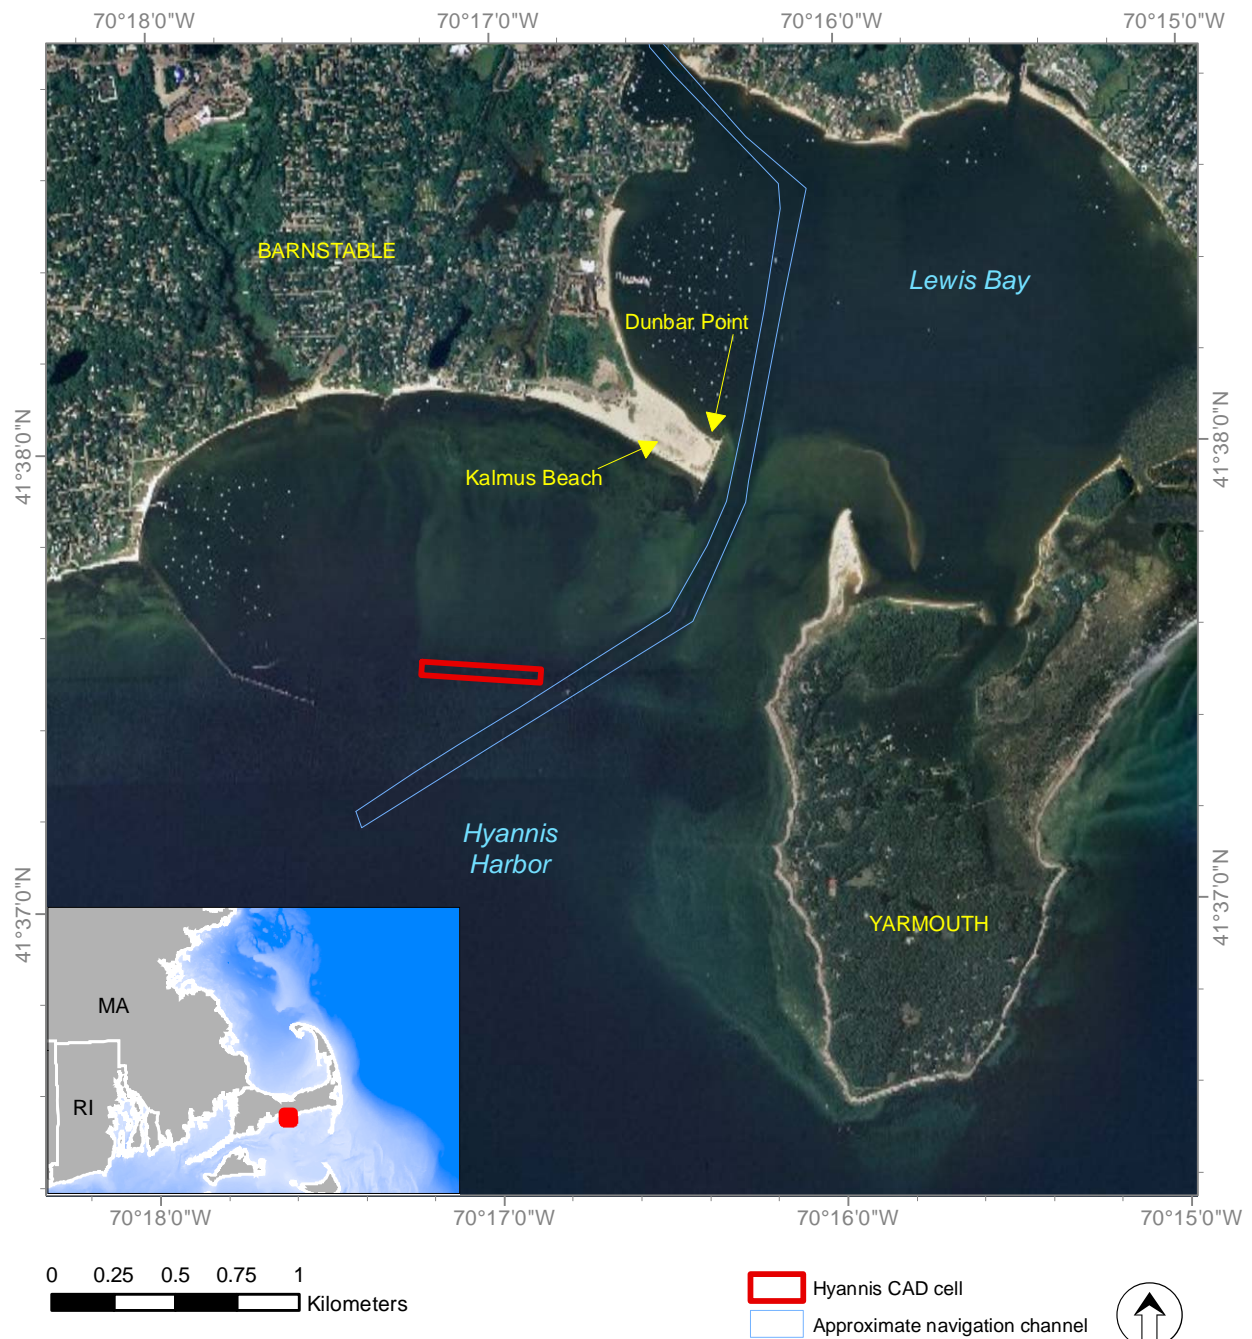 70°18'0"W 70°17'0"W 70°16'0"W 70°15'0"W
BARNSTABLE
Lewis Bay
Dunbar Point
41°38'0"N
41°38'0"N
Kalmus Beach
Hyannis
Harbor
41°37'0"N
41°37'0"N
YARMOUTH
MA
RI
70°18'0"W 70°17'0"W 70°16'0"W 70°15'0"W
0 0.25 0.5 0.75 1
Kilometers
Hyannis CAD cell
Approximate navigation channel